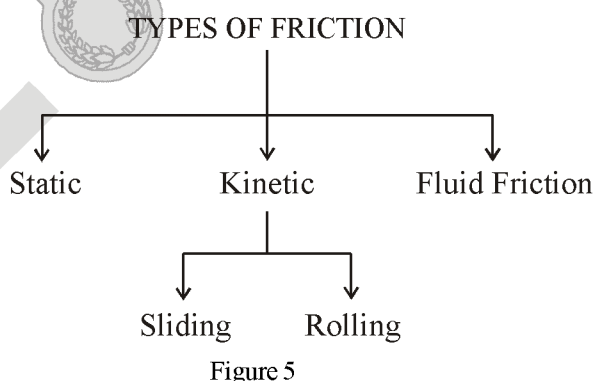 TYPES OF FRICTION
Static Kinetic Fluid Friction
Sliding Rolling
Figure 5